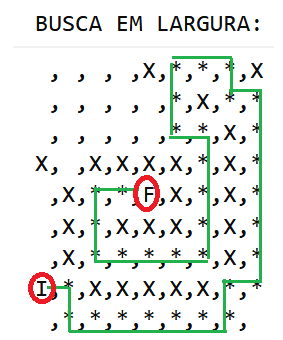 BUSCA EM LARGURA:
 , , , ,X,*,*,*,X
 , , , , ,*,X,*,*
 , , , , ,*,*,X,*
X, ,X,X,X,X,*,X,*
 ,X,*,*,F,X,*,X,*
 ,X,*,X,X,X,*,X,*
 ,X,*,*,*,*,*,X,*
I,*,X,X,X,X,X,*,*
 ,*,*,*,*,*,*,*,